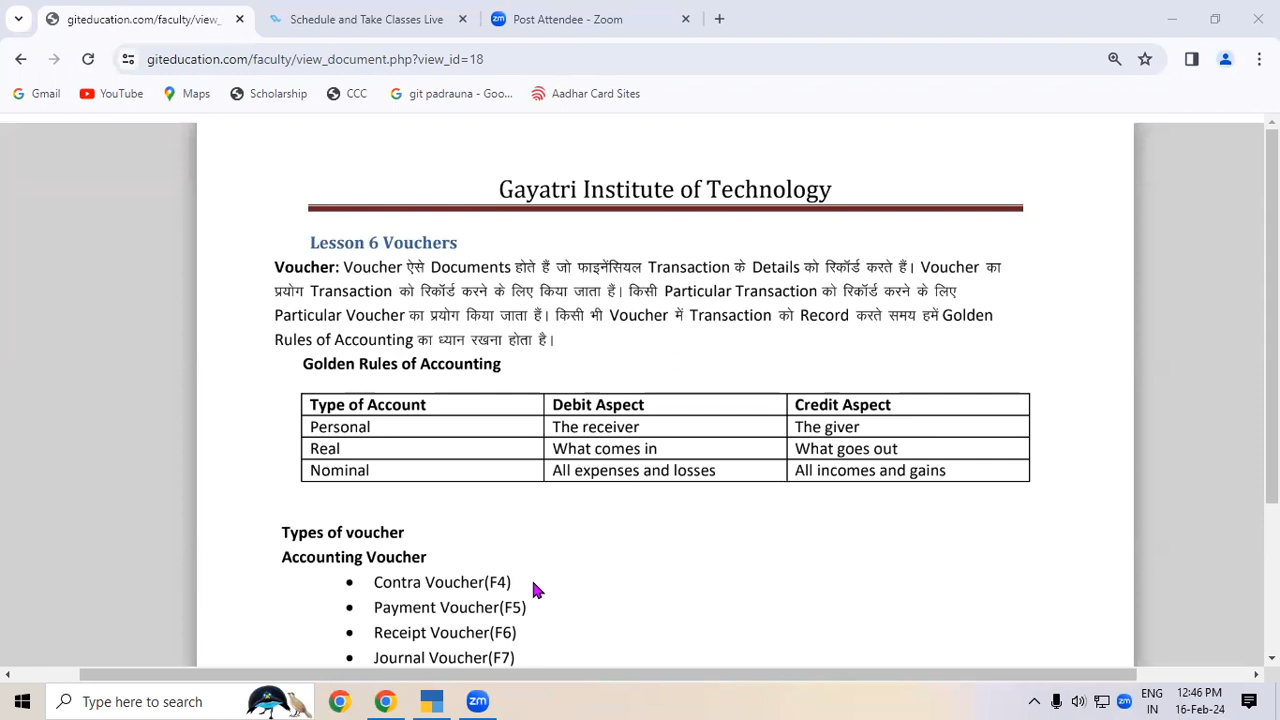 giteducation.com/faculty/view_
Schedule and Take Classes Live
zm Post Attendee - Zoom
giteducation.com/faculty/view_document.php?view_id=18
Gmail YouTube Maps Scholarship CCC git padrauna - Goo... Aadhar Card Sites
Gayatri Institute of Technology
Lesson 6 Vouchers
Voucher: Voucher ऐसे Documents होते हैं जो फाइनेंसियल Transaction के Details को रिकॉर्ड करते हैं। Voucher का
प्रयोग Transaction को रिकॉर्ड करने के लिए किया जाता हैं। किसी Particular Transaction को रिकॉर्ड करने के लिए
Particular Voucher का प्रयोग किया जाता हैं। किसी भी Voucher में Transaction को Record करते समय हमें Golden
Rules of Accounting का ध्यान रखना होता है।
Golden Rules of Accounting
Type of Account Debit Aspect Credit Aspect
Personal The receiver The giver
Real What comes in What goes out
Nominal All expenses and losses All incomes and gains
Types of voucher
Accounting Voucher
• Contra Voucher(F4)
• Payment Voucher(F5)
• Receipt Voucher(F6)
• Journal Voucher(F7)
Type here to search
zm
zm
ENG
IN
12:46 PM
16-Feb-24